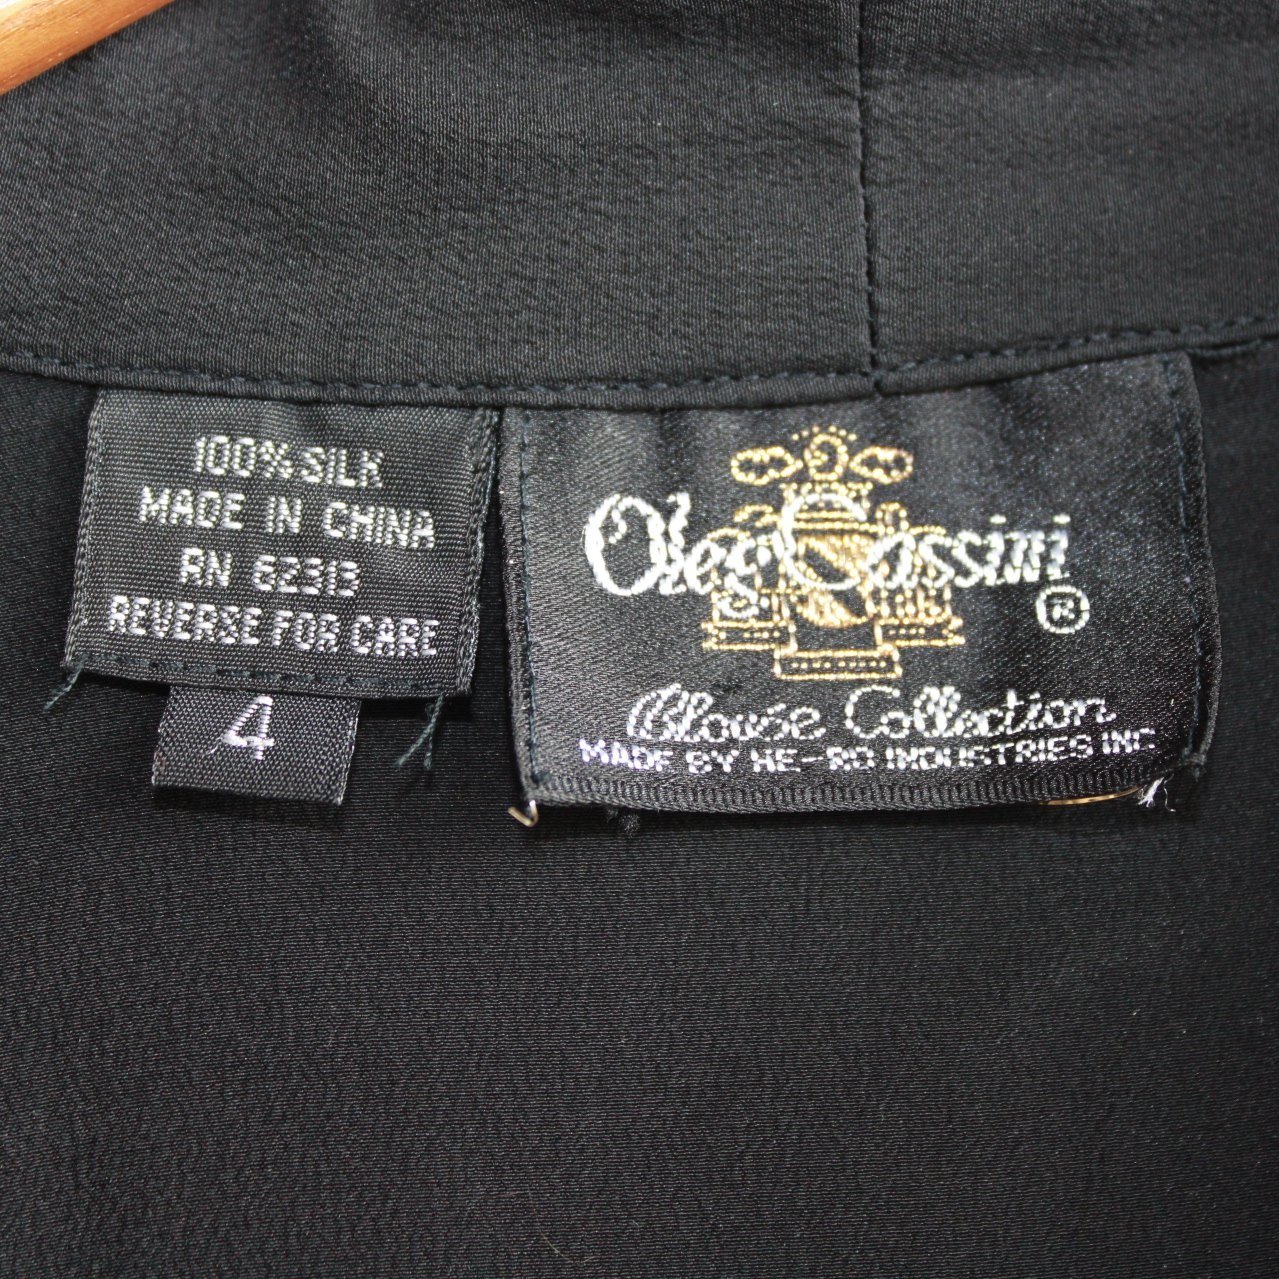 100% SILK
MADE IN CHINA
RN 62313
REVERSE FOR CARE
4
Oleg Cassini ®
Blouse Collection
MADE BY HE-RO INDUSTRIES INC